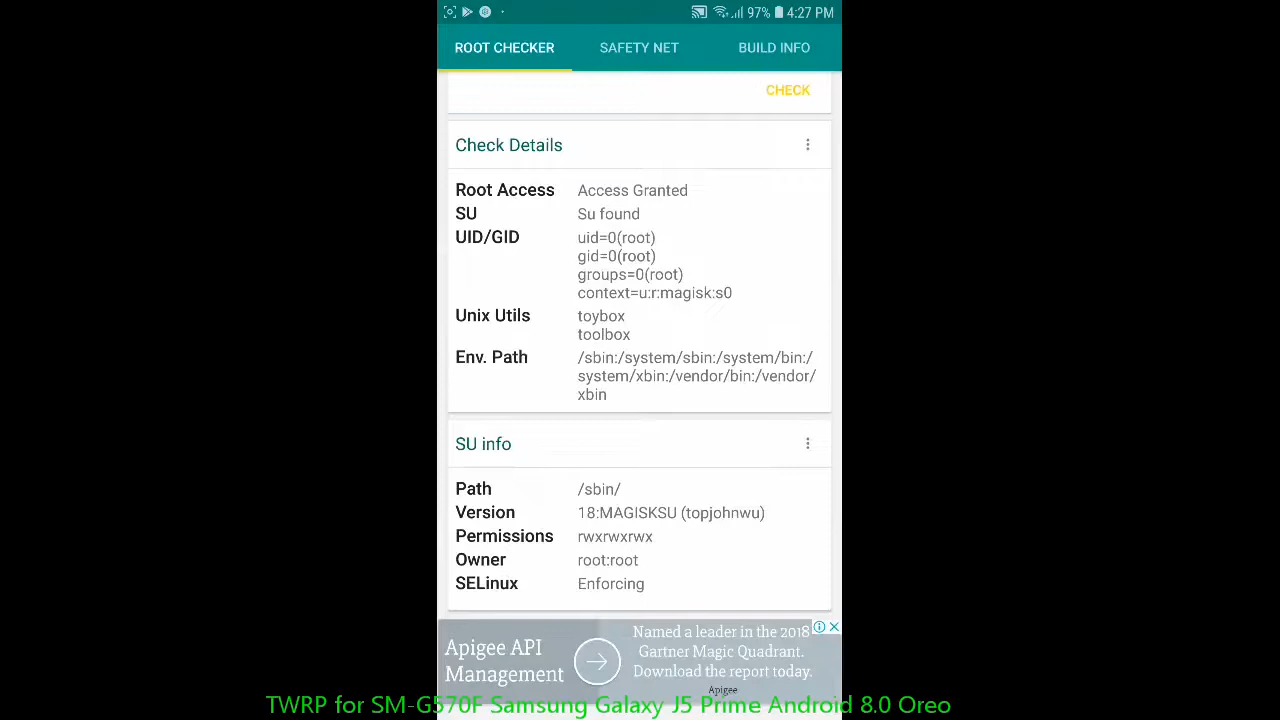 97% 4:27 PM
ROOT CHECKER SAFETY NET BUILD INFO
CHECK
Check Details
Root Access Access Granted
SU Su found
UID/GID uid=0(root)
gid=0(root)
groups=0(root)
context=u:r:magisk:s0
Unix Utils toybox
toolbox
Env. Path /sbin:/system/sbin:/system/bin:/
system/xbin:/vendor/bin:/vendor/
xbin
SU info
Path /sbin/
Version 18:MAGISKSU (topjohnwu)
Permissions rwxrwxrwx
Owner root:root
SELinux Enforcing
Apigee API
Management
Named a leader in the 2018
Gartner Magic Quadrant.
Download the report today.
Apigee
TWRP for SM-G570F Samsung Galaxy J5 Prime Android 8.0 Oreo